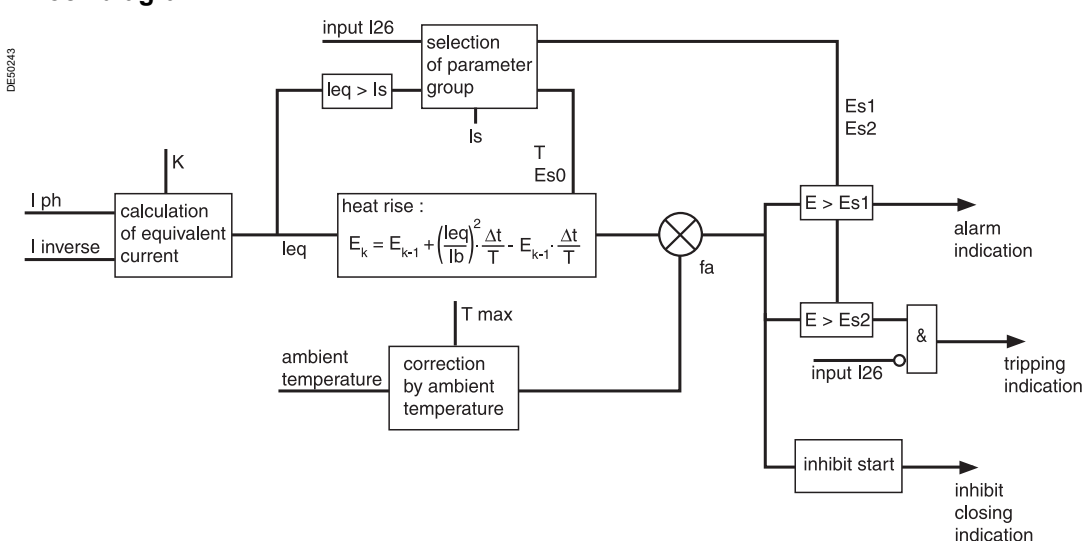 DE50243
input I26
selection
of parameter
group
Ieq > Is
Is
Es1
Es2
T
Es0
K
I ph
I inverse
calculation
of equivalent
current
Ieq
heat rise :
E_k = E_{k-1} + (Ieq/Ib)² · Δt/T - E_{k-1} · Δt/T
fa
E > Es1
alarm
indication
E > Es2
&
input I26
tripping
indication
T max
ambient
temperature
correction
by ambient
temperature
inhibit start
inhibit
closing
indication